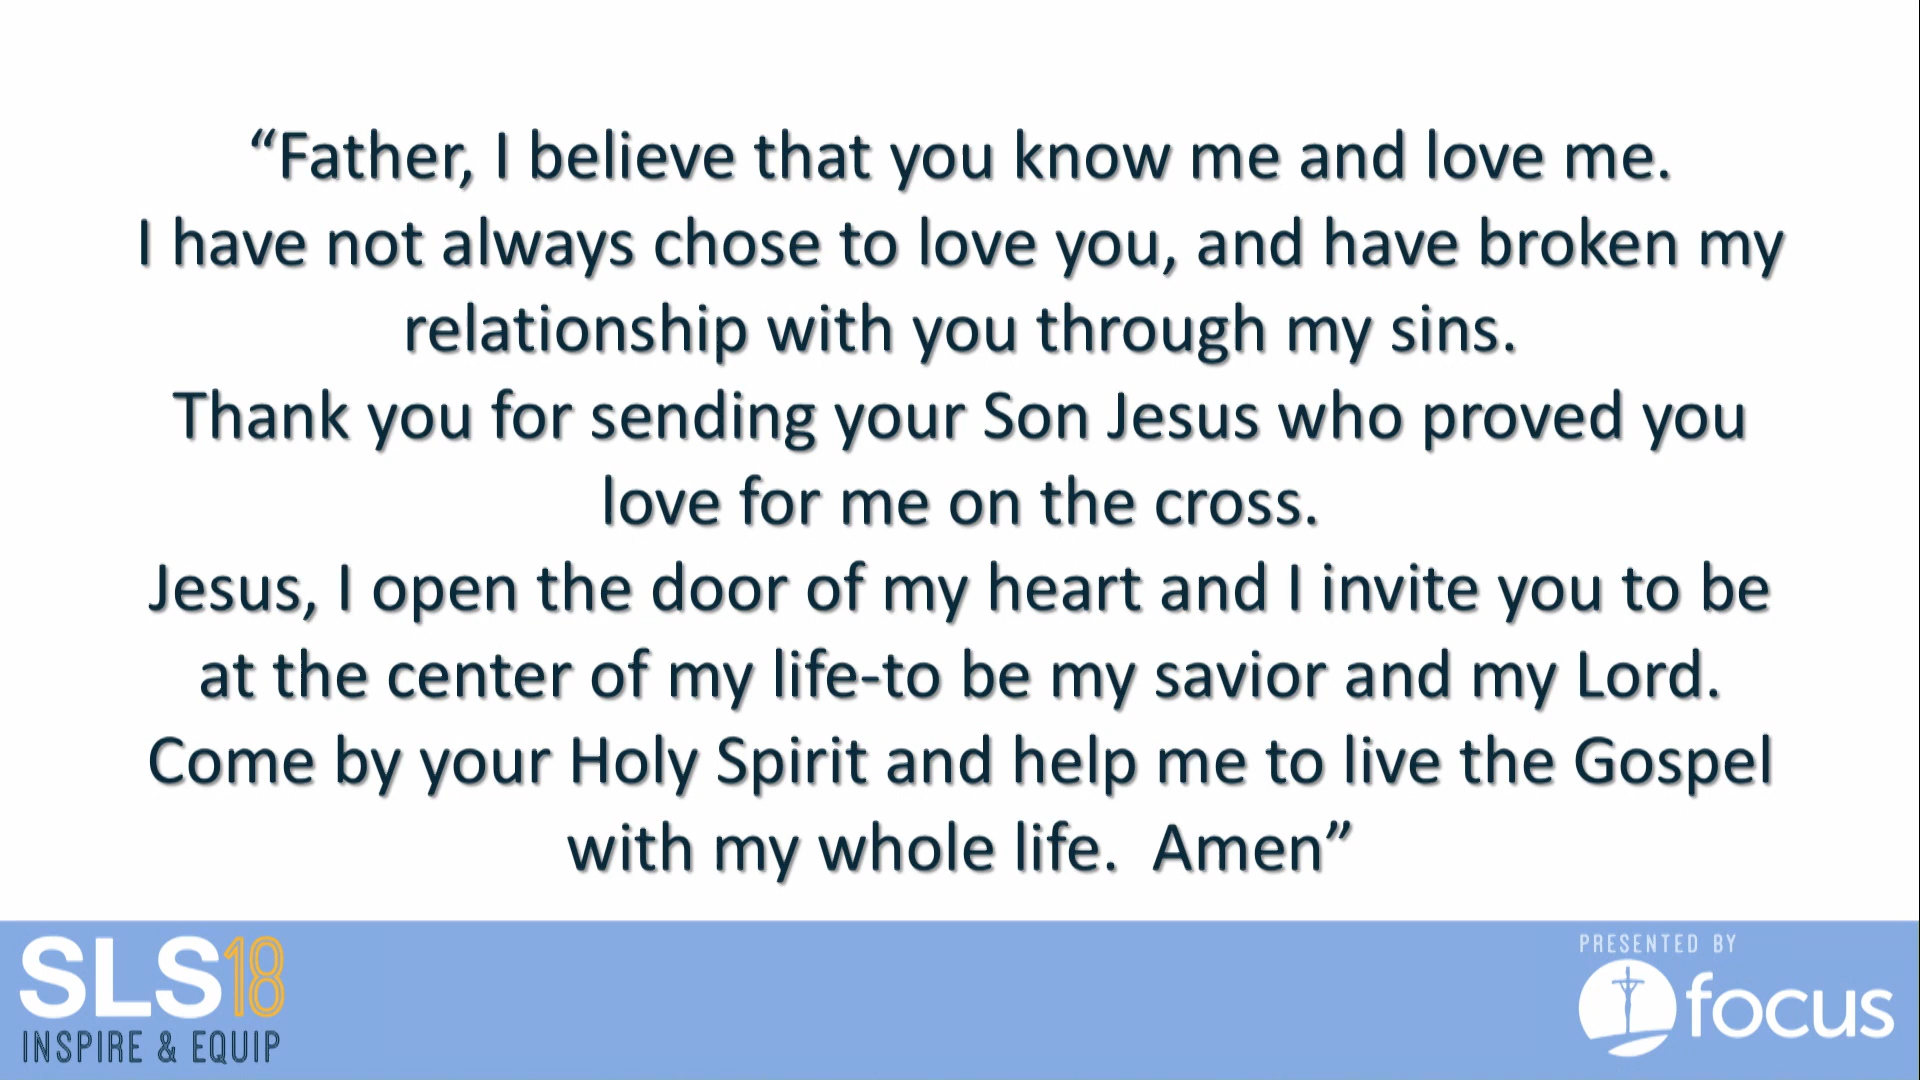 “Father, I believe that you know me and love me.
I have not always chose to love you, and have broken my
relationship with you through my sins.
Thank you for sending your Son Jesus who proved you
love for me on the cross.
Jesus, I open the door of my heart and I invite you to be
at the center of my life-to be my savior and my Lord.
Come by your Holy Spirit and help me to live the Gospel
with my whole life.  Amen”
SLS18
INSPIRE & EQUIP
PRESENTED BY
focus